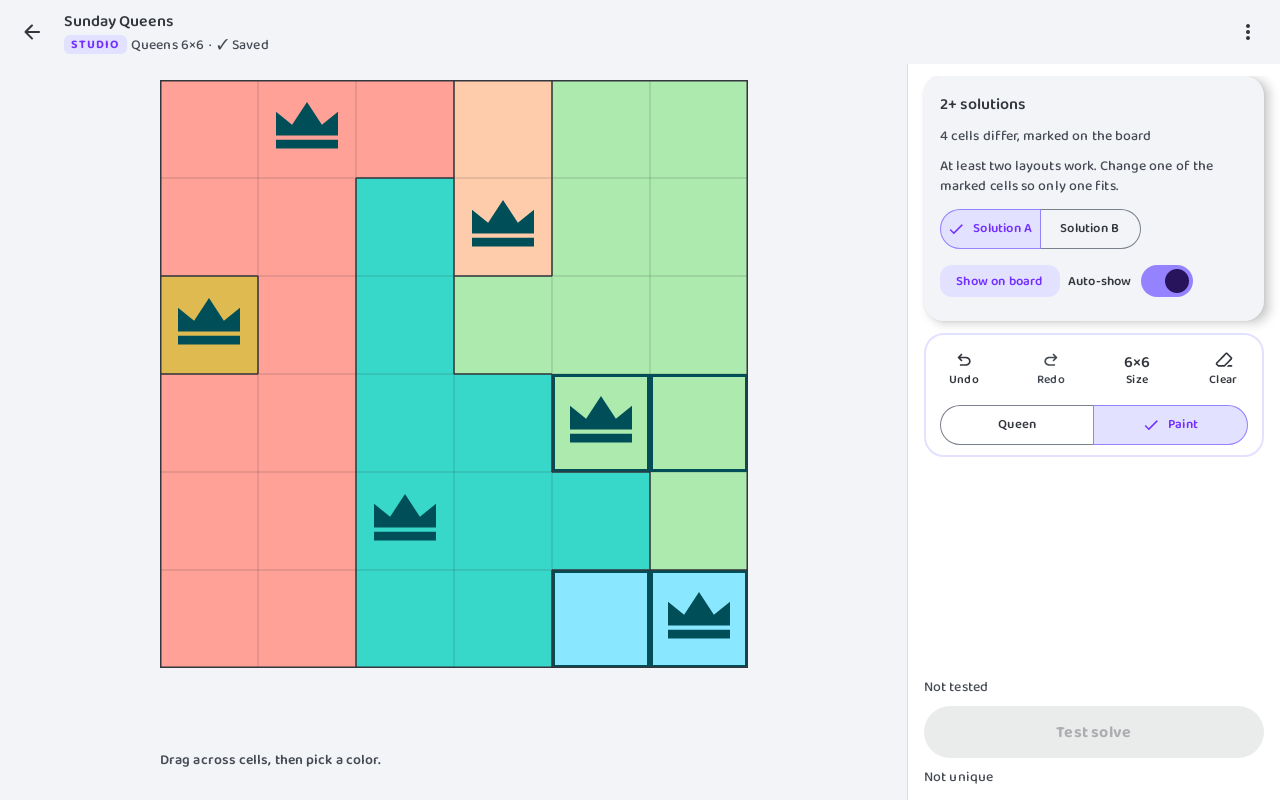 Sunday Queens
STUDIO Queens 6×6 · ✓ Saved
2+ solutions
4 cells differ, marked on the board
At least two layouts work. Change one of the
marked cells so only one fits.
Solution A
Solution B
Show on board
Auto-show
Undo
Redo
6×6
Size
Clear
Queen
Paint
Not tested
Test solve
Not unique
Drag across cells, then pick a color.